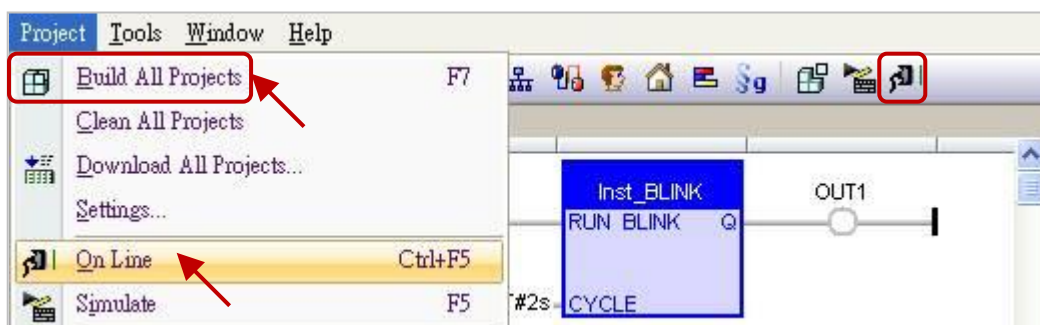 Project Tools Window Help
Build All Projects F7
Clean All Projects
Download All Projects...
Settings...
On Line Ctrl+F5
Simulate F5
§g
Inst_BLINK
OUT1
RUN BLINK Q
#2s CYCLE